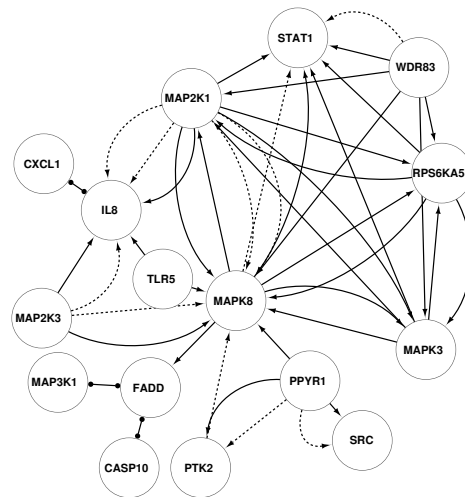 STAT1
WDR83
MAP2K1
CXCL1
RPS6KA5
IL8
TLR5
MAPK8
MAP2K3
MAPK3
MAP3K1
FADD
PPYR1
SRC
CASP10
PTK2